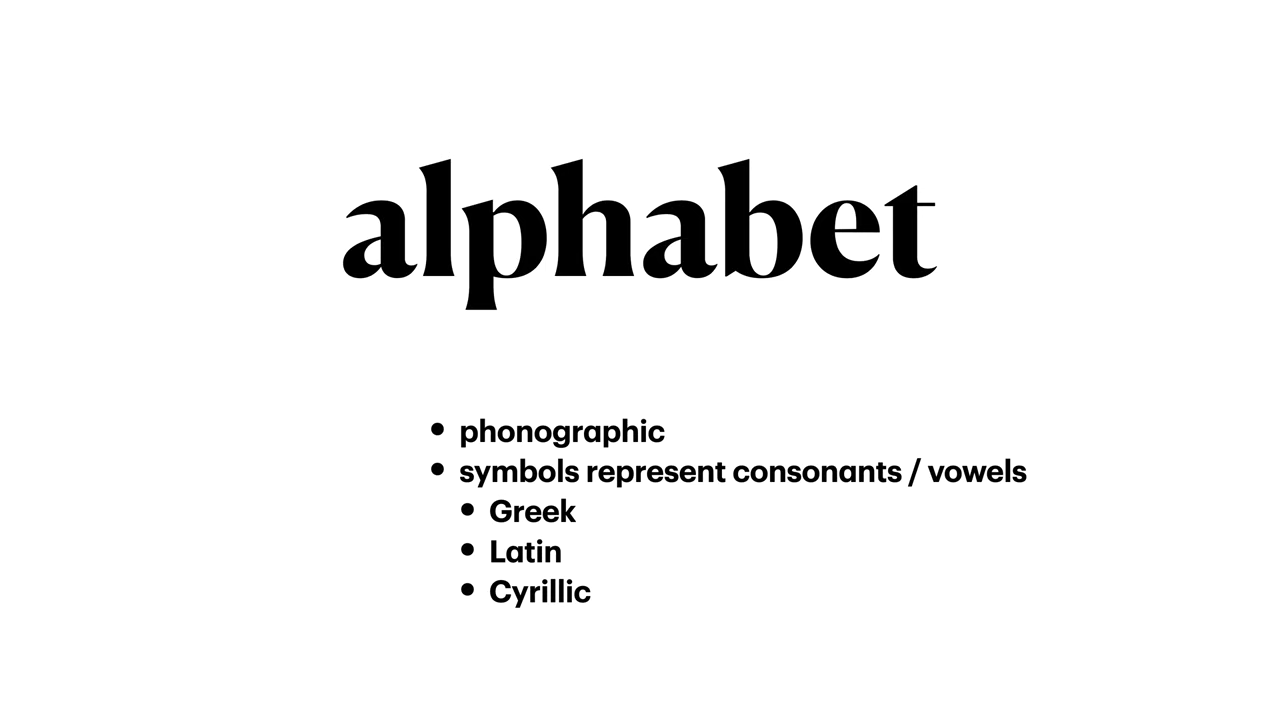 alphabet
• phonographic
• symbols represent consonants / vowels
• Greek
• Latin
• Cyrillic